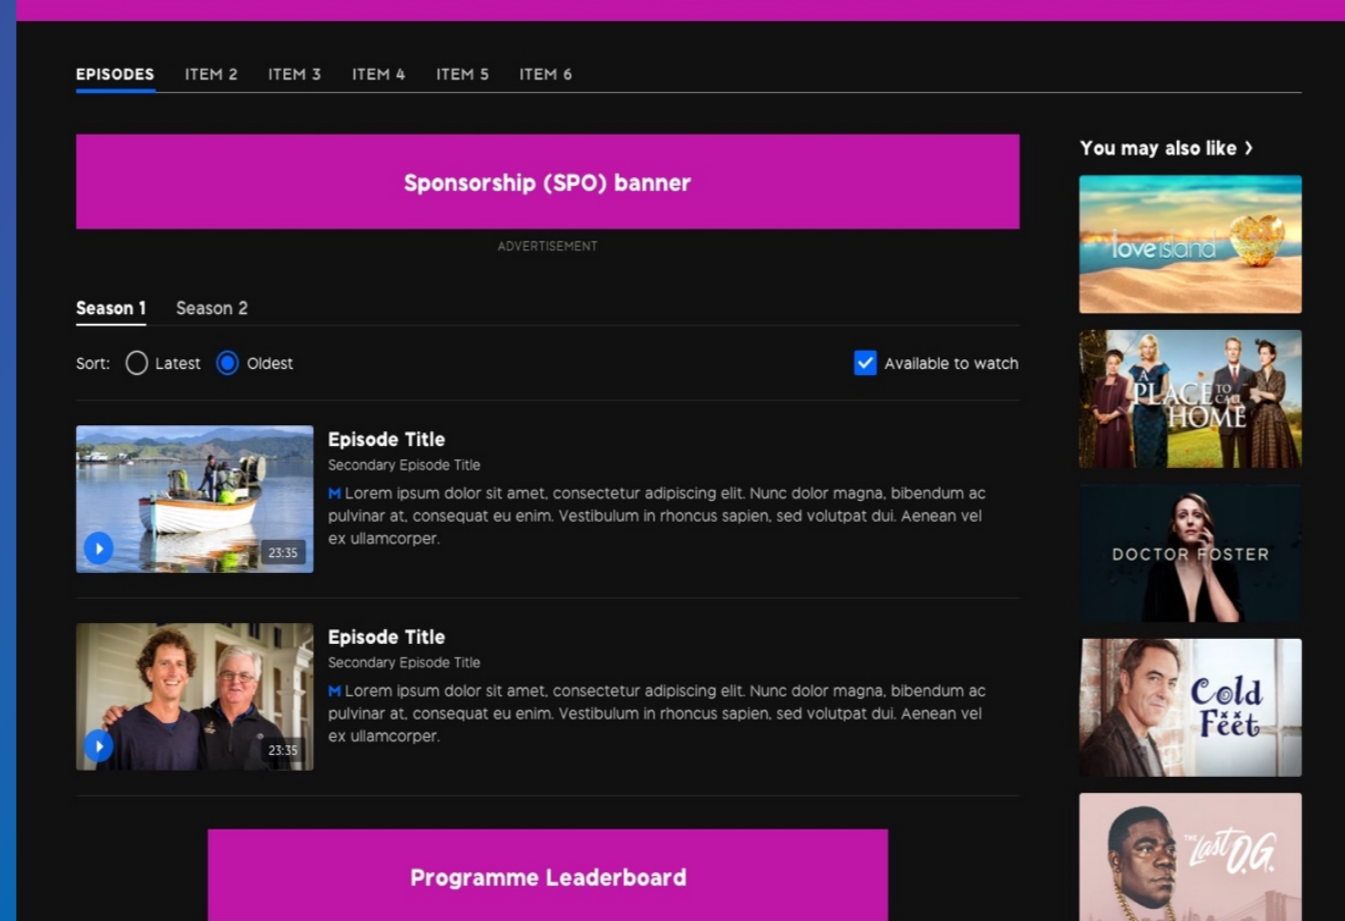 EPISODES ITEM 2 ITEM 3 ITEM 4 ITEM 5 ITEM 6
Sponsorship (SPO) banner
ADVERTISEMENT
Season 1 Season 2
Sort: Latest Oldest Available to watch
Episode Title
Secondary Episode Title
M Lorem ipsum dolor sit amet, consectetur adipiscing elit. Nunc dolor magna, bibendum ac
pulvinar at, consequat eu enim. Vestibulum in rhoncus sapien, sed volutpat dui. Aenean vel
ex ullamcorper.
23:35
Episode Title
Secondary Episode Title
M Lorem ipsum dolor sit amet, consectetur adipiscing elit. Nunc dolor magna, bibendum ac
pulvinar at, consequat eu enim. Vestibulum in rhoncus sapien, sed volutpat dui. Aenean vel
ex ullamcorper.
23:35
Programme Leaderboard
You may also like
loveisland
A
PLACE TO CALL
HOME
DOCTOR FOSTER
Cold
Feet
THE Last O.G.